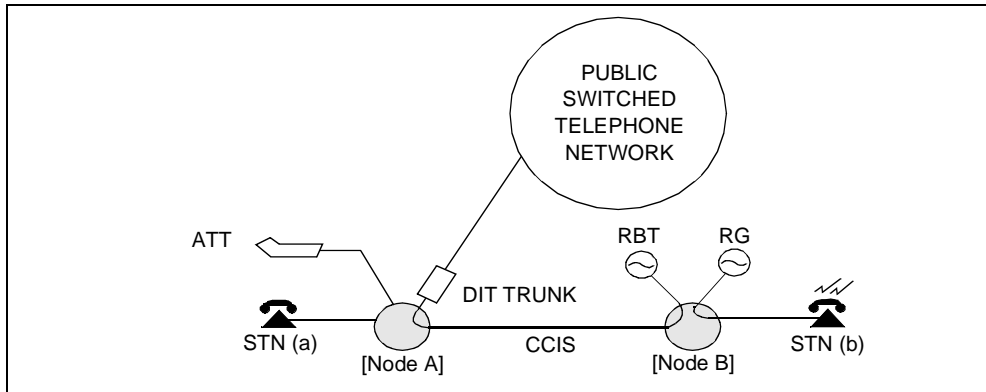 PUBLIC
SWITCHED
TELEPHONE
NETWORK
ATT
RBT
RG
DIT TRUNK
STN (a)
[Node A]
CCIS
[Node B]
STN (b)